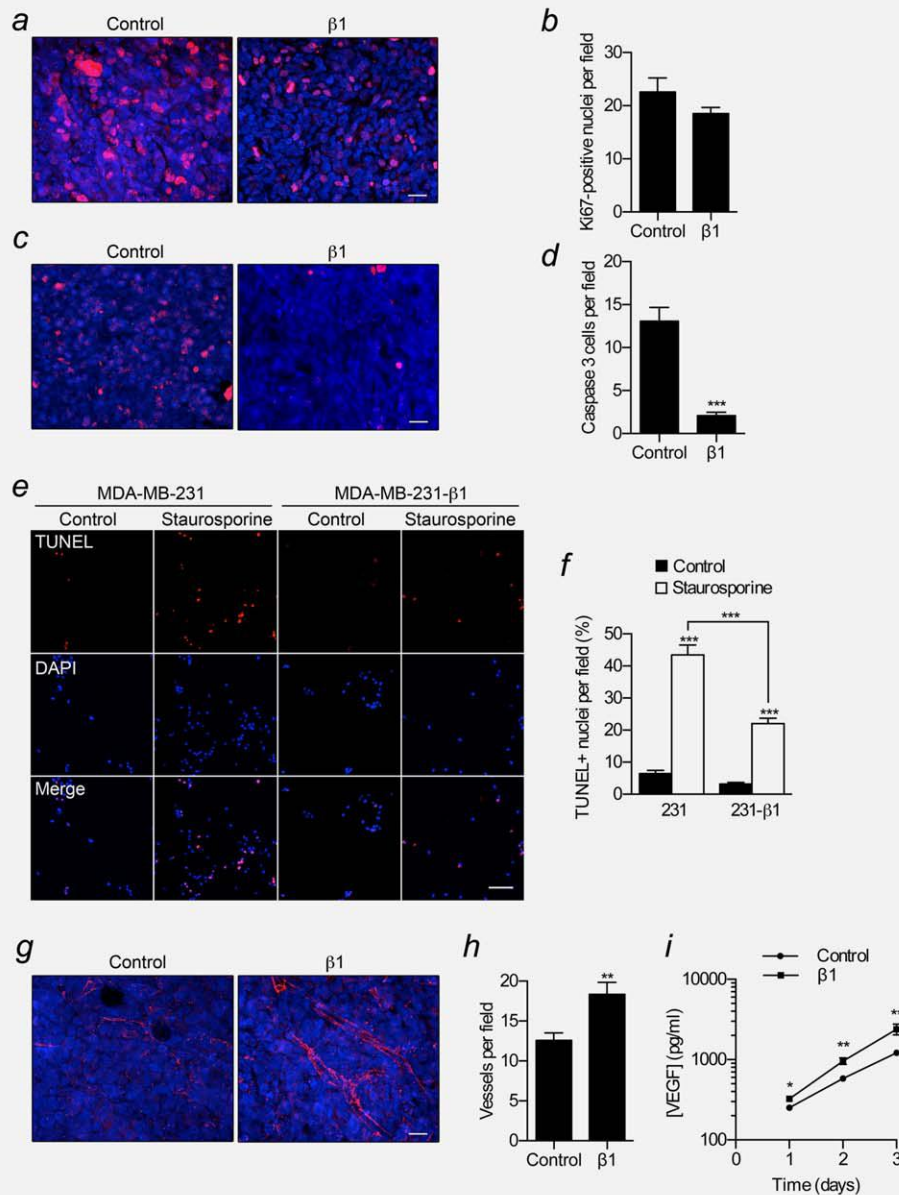 a
Control
β1
b
Ki67-positive nuclei per field
30
20
10
0
Control
β1
c
Control
β1
d
Caspase 3 cells per field
20
15
10
5
0
Control
β1
***
e
MDA-MB-231
MDA-MB-231-β1
Control
Staurosporine
Control
Staurosporine
TUNEL
DAPI
Merge
f
Control
Staurosporine
TUNEL+ nuclei per field (%)
50
40
30
20
10
0
***
***
***
231
231-β1
g
Control
β1
h
Vessels per field
20
15
10
5
0
**
Control
β1
i
Control
β1
[VEGF] (pg/ml)
10000
1000
100
*
**
**
0
1
2
3
Time (days)